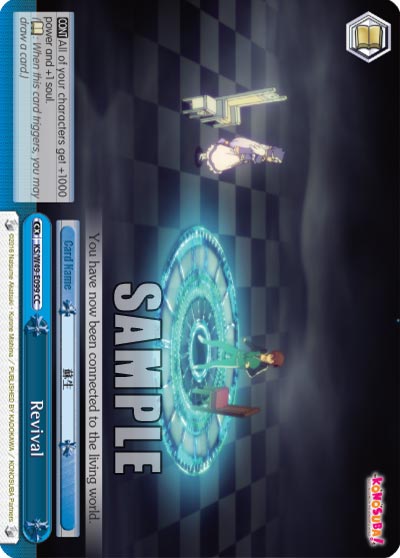 KONOSUBA!
You have now been connected to the living world.
SAMPLE
[CONT] All of your characters get +1000
power and +1 soul.
: When this card triggers, you may
draw a card.)
Card Name
蘇生
CX
KS/W49-E099 CC
Revival
©2016 Natsume Akatsuki・Kurone Mishima／PUBLISHED BY KADOKAWA／KONOSUBA Partners